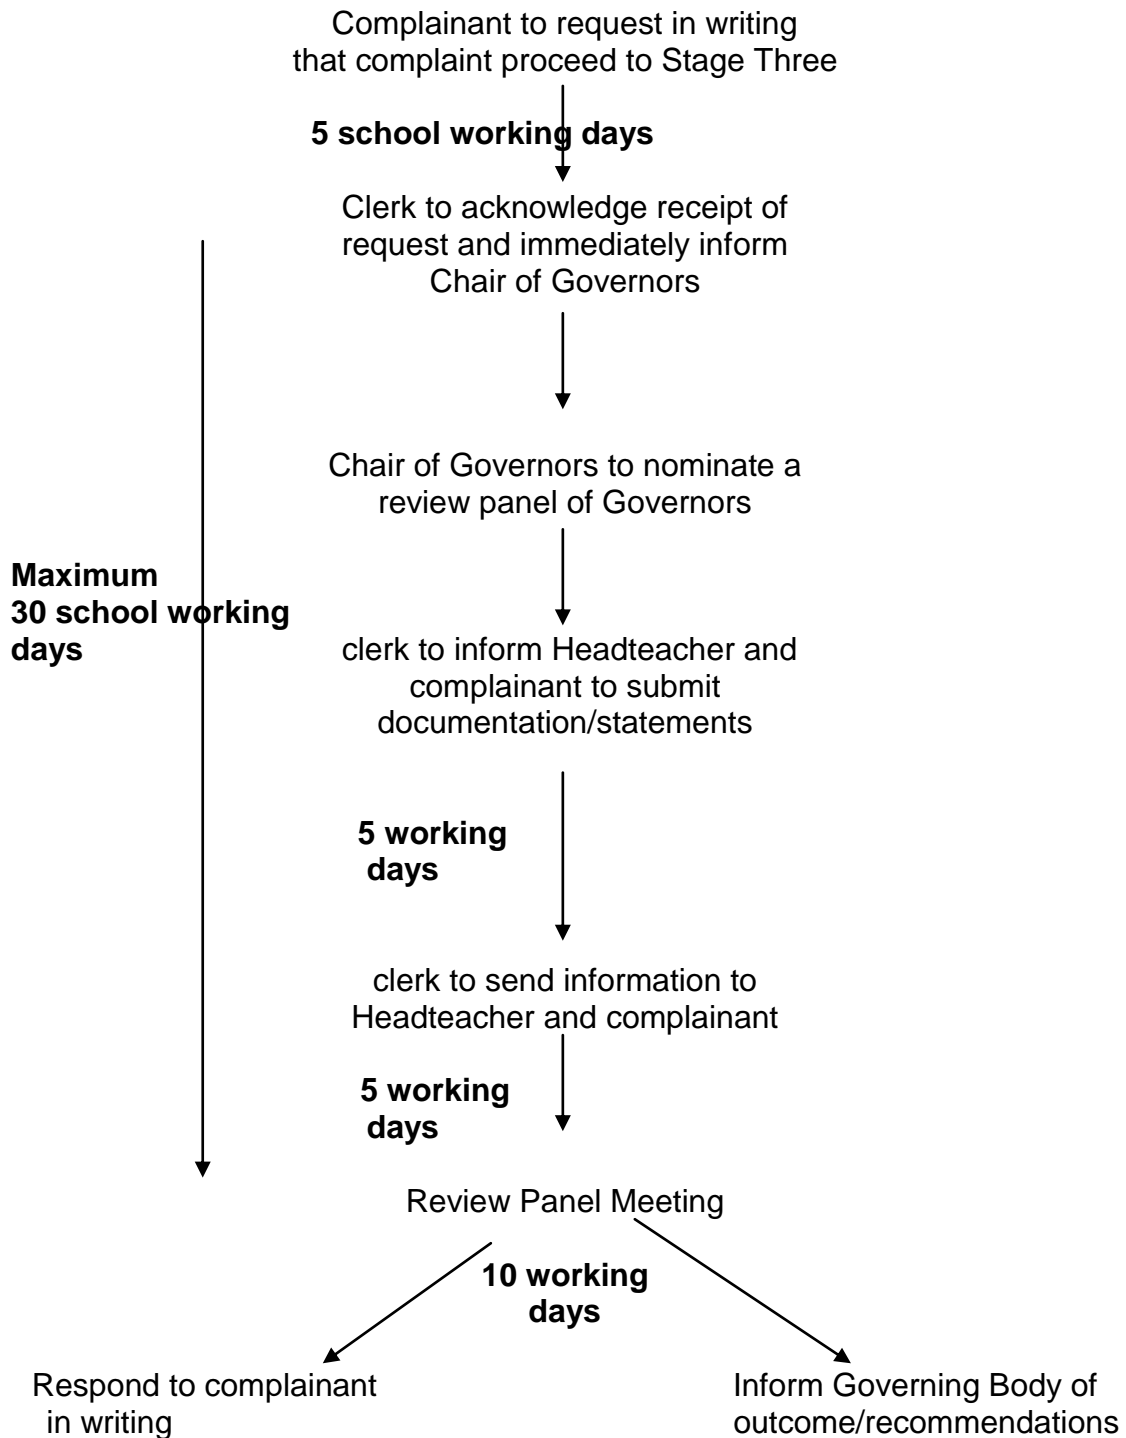 Complainant to request in writing
that complaint proceed to Stage Three
5 school working days
Clerk to acknowledge receipt of
request and immediately inform
Chair of Governors
Chair of Governors to nominate a
review panel of Governors
Maximum
30 school working
days
clerk to inform Headteacher and
complainant to submit
documentation/statements
5 working
days
clerk to send information to
Headteacher and complainant
5 working
days
Review Panel Meeting
10 working
days
Respond to complainant
in writing
Inform Governing Body of
outcome/recommendations